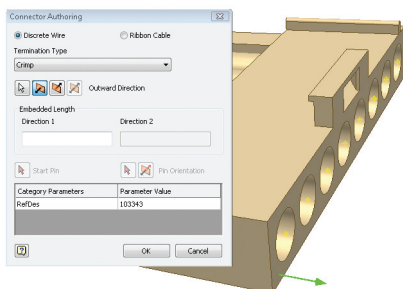 Connector Authoring
Discrete Wire Ribbon Cable
Termination Type
Crimp
Outward Direction
Embedded Length
Direction 1 Direction 2
Start Pin Pin Orientation
Category Parameters Parameter Value
RefDes 103343
OK Cancel